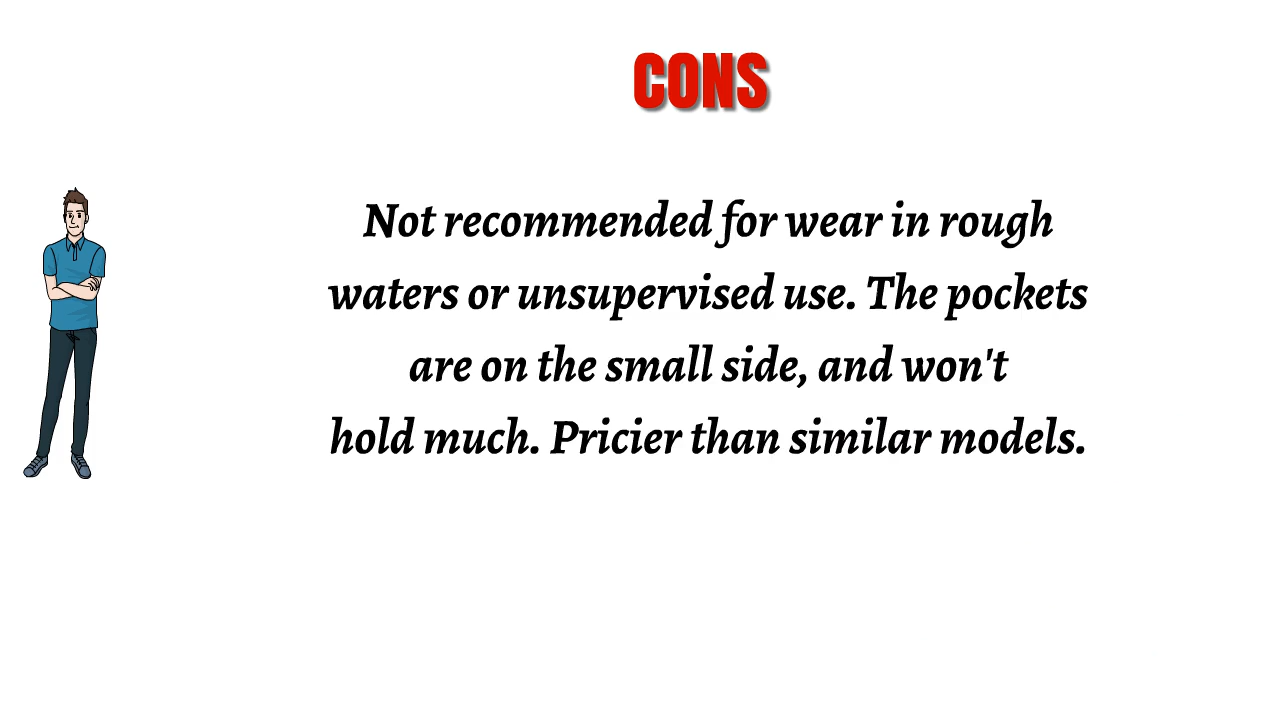 CONS
Not recommended for wear in rough
waters or unsupervised use. The pockets
are on the small side, and won't
hold much. Pricier than similar models.